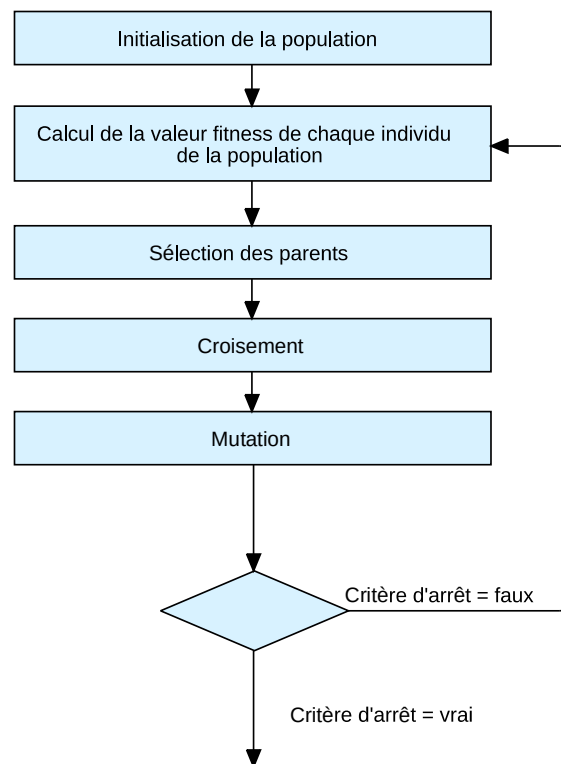 Initialisation de la population
Calcul de la valeur fitness de chaque individu
de la population
Sélection des parents
Croisement
Mutation
Critère d'arrêt = faux
Critère d'arrêt = vrai